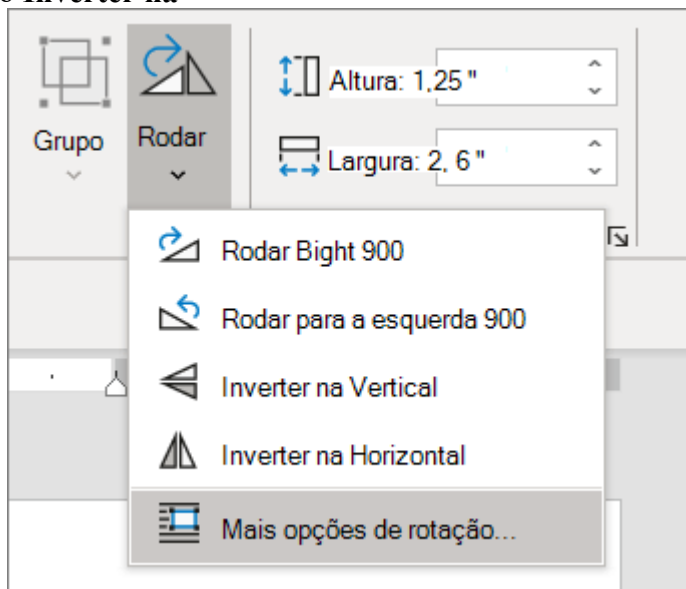 o Inverter na
Grupo
Rodar
Altura: 1,25 "
Largura: 2, 6 "
Rodar Bight 900
Rodar para a esquerda 900
Inverter na Vertical
Inverter na Horizontal
Mais opções de rotação...